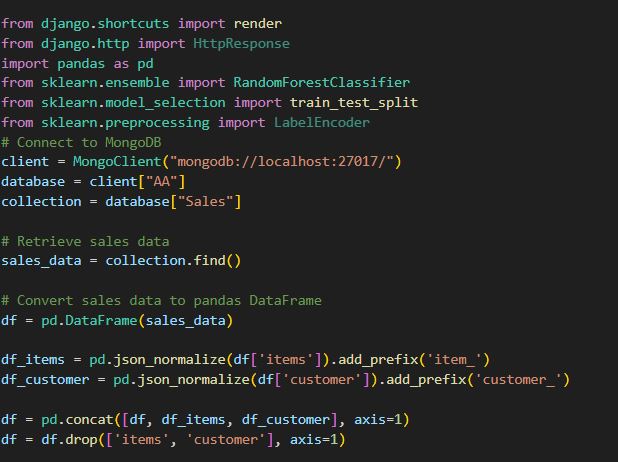 from django.shortcuts import render
from django.http import HttpResponse
import pandas as pd
from sklearn.ensemble import RandomForestClassifier
from sklearn.model_selection import train_test_split
from sklearn.preprocessing import LabelEncoder
# Connect to MongoDB
client = MongoClient("mongodb://localhost:27017/")
database = client["AA"]
collection = database["Sales"]

# Retrieve sales data
sales_data = collection.find()

# Convert sales data to pandas DataFrame
df = pd.DataFrame(sales_data)

df_items = pd.json_normalize(df['items']).add_prefix('item_')
df_customer = pd.json_normalize(df['customer']).add_prefix('customer_')

df = pd.concat([df, df_items, df_customer], axis=1)
df = df.drop(['items', 'customer'], axis=1)